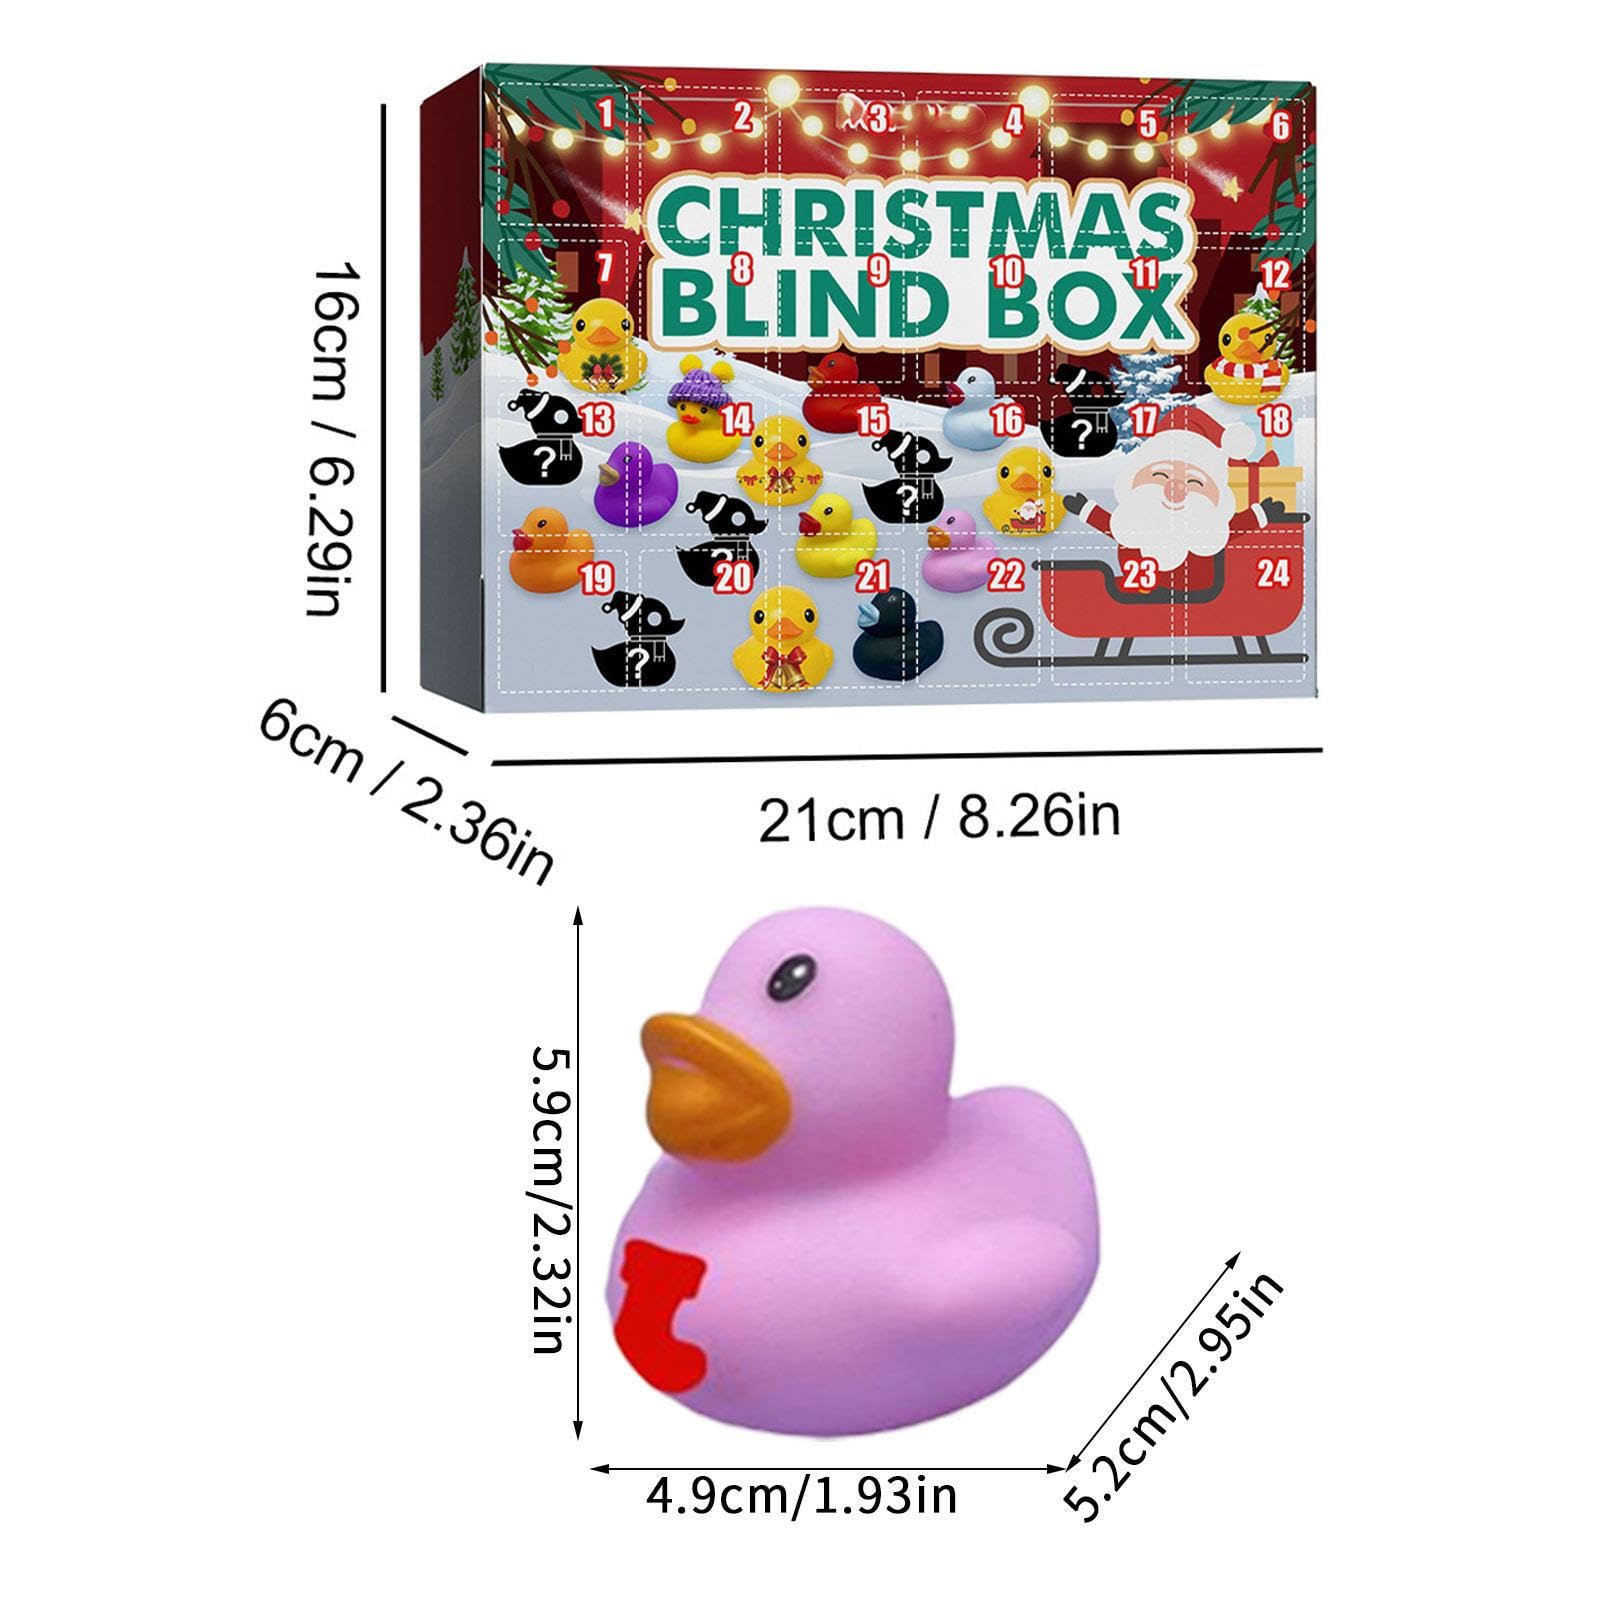 1 2 3 4 5 6
CHRISTMAS
7 8 9 10 11 12
BLIND BOX
13 14 15 16 17 18
?
?
?
?
?
19 20 21 22 23 24
16cm / 6.29in
6cm / 2.36in
21cm / 8.26in
5.9cm/2.32in
4.9cm/1.93in
5.2cm/2.95in